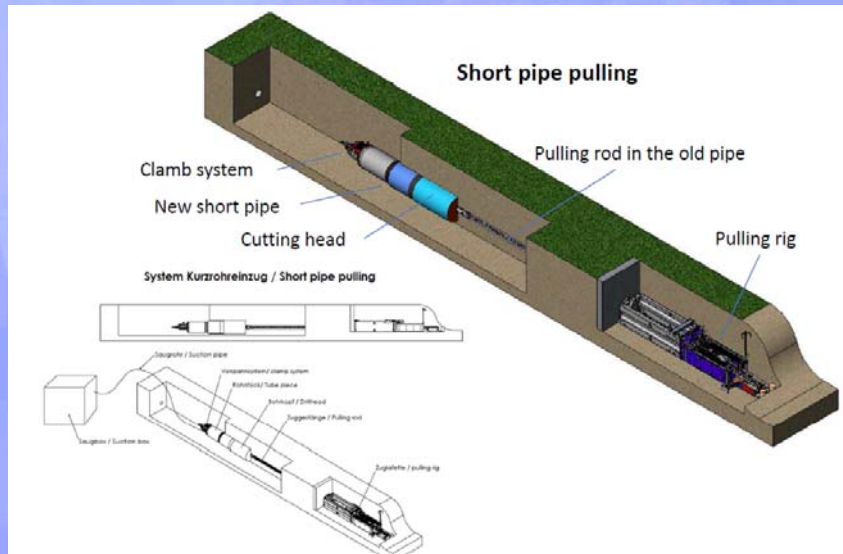 Short pipe pulling
Pulling rod in the old pipe
Clamb system
New short pipe
Cutting head
Pulling rig
System Kurzrohreinzug / Short pipe pulling
Saugrohr / Suction pipe
Vorspannsystem/ clamp system
Rohrstück/ Tube piece
Bohrkopf / Drillhead
Zuggestänge / Pulling rod
Saugbox / Suction box
Zuglafette / pulling rig